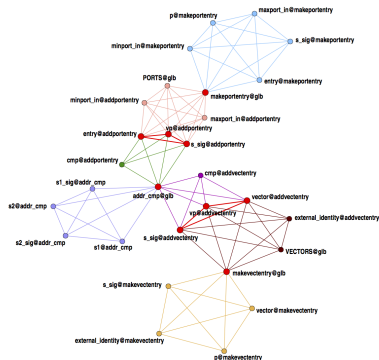 maxport_in@makeportentry
p@makeportentry
s_sig@makeportentry
minport_in@makeportentry
entry@makeportentry
PORTS@glb
makeportentry@glb
minport_in@addportentry
maxport_in@addportentry
vp@addportentry
entry@addportentry
s_sig@addportentry
cmp@addportentry
cmp@addvectentry
s1_sig@addr_cmp
addr_cmp@glb
vector@addvectentry
s2@addr_cmp
vp@addvectentry
external_identity@addvectentry
s_sig@addvectentry
s2_sig@addr_cmp
s1@addr_cmp
VECTORS@glb
makevectentry@glb
s_sig@makevectentry
vector@makevectentry
external_identity@makevectentry
p@makevectentry